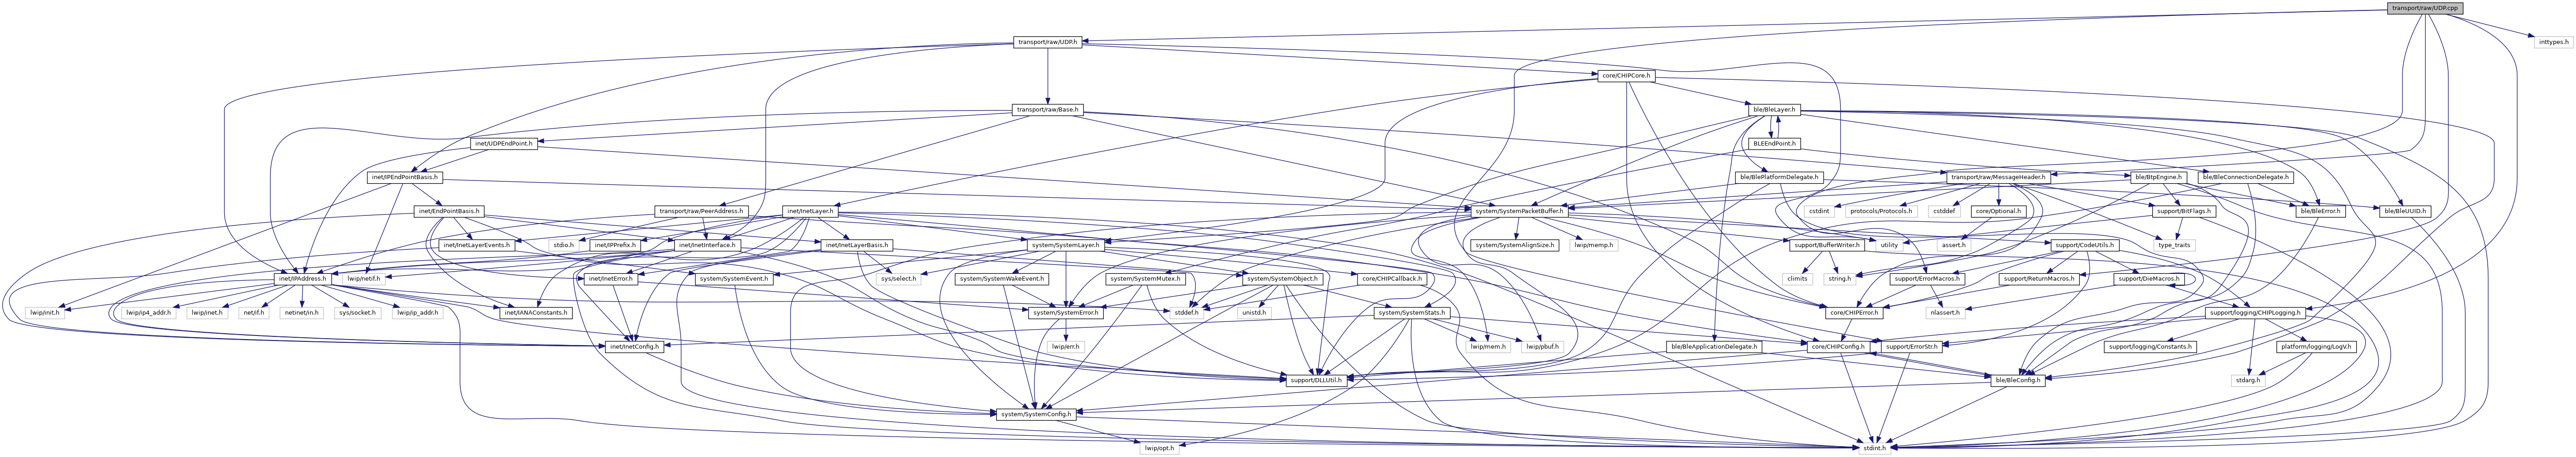 transport/raw/UDP.cpp
transport/raw/UDP.h
inttypes.h
core/CHIPCore.h
transport/raw/Base.h
ble/BleLayer.h
inet/UDPEndPoint.h
BLEEndPoint.h
inet/IPEndPointBasis.h
ble/BlePlatformDelegate.h
transport/raw/MessageHeader.h
ble/BtpEngine.h
ble/BleConnectionDelegate.h
inet/EndPointBasis.h
transport/raw/PeerAddress.h
inet/InetLayer.h
system/SystemPacketBuffer.h
cstdint
protocols/Protocols.h
cstddef
core/Optional.h
support/BitFlags.h
ble/BleError.h
ble/BleUUID.h
inet/InetLayerEvents.h
stdio.h
inet/IPPrefix.h
inet/InetInterface.h
inet/InetLayerBasis.h
system/SystemLayer.h
system/SystemAlignSize.h
lwip/memp.h
support/BufferWriter.h
utility
assert.h
support/CodeUtils.h
type_traits
inet/IPAddress.h
lwip/netif.h
inet/InetError.h
system/SystemEvent.h
sys/select.h
system/SystemWakeEvent.h
system/SystemMutex.h
system/SystemObject.h
core/CHIPCallback.h
climits
string.h
support/ErrorMacros.h
support/ReturnMacros.h
support/DieMacros.h
lwip/init.h
lwip/ip4_addr.h
lwip/inet.h
net/if.h
netinet/in.h
sys/socket.h
lwip/ip_addr.h
stddef.h
inet/IANAConstants.h
unistd.h
system/SystemError.h
system/SystemStats.h
core/CHIPError.h
nlassert.h
support/logging/CHIPLogging.h
inet/InetConfig.h
lwip/err.h
lwip/mem.h
lwip/pbuf.h
ble/BleApplicationDelegate.h
core/CHIPConfig.h
support/ErrorStr.h
support/logging/Constants.h
platform/logging/LogV.h
support/DLLUtil.h
ble/BleConfig.h
stdarg.h
system/SystemConfig.h
lwip/opt.h
stdint.h